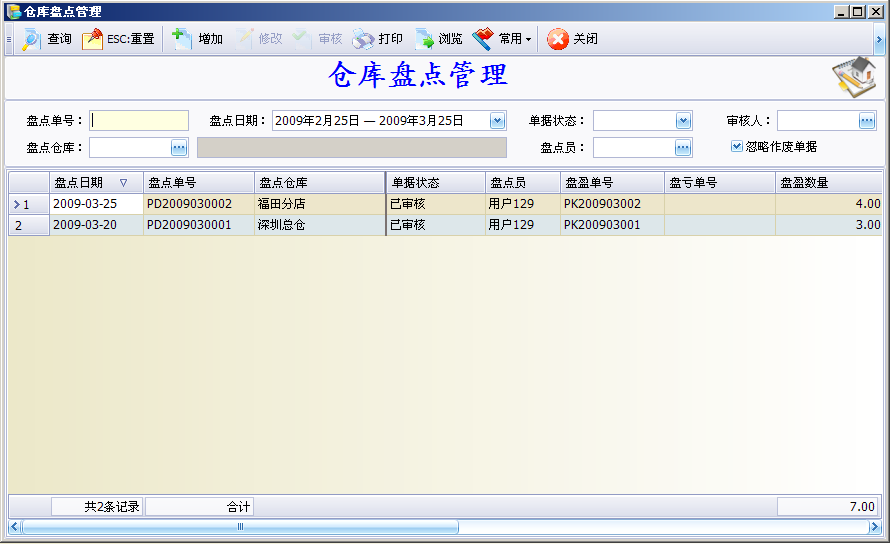 仓库盘点管理
查询 ESC:重置 增加 修改 审核 打印 浏览 常用 关闭
仓库盘点管理
盘点单号： 盘点日期： 2009年2月25日 — 2009年3月25日 单据状态： 审核人：
盘点仓库： 盘点员： 忽略作废单据
盘点日期 盘点单号 盘点仓库 单据状态 盘点员 盘盈单号 盘亏单号 盘盈数量
1 2009-03-25 PD2009030002 福田分店 已审核 用户129 PK200903002 4.00
2 2009-03-20 PD2009030001 深圳总仓 已审核 用户129 PK200903001 3.00
共2条记录 合计 7.00